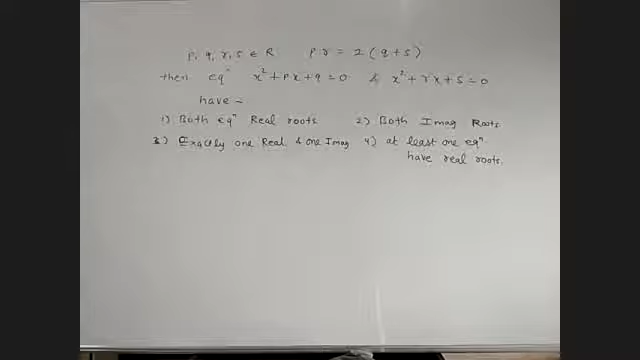 p, q, r, s ∈ R p.r = 2(q+s)
then eqⁿ x² + px + q = 0 & x² + rx + s = 0
have -
1) Both eqⁿ Real roots 2) Both Imag Roots
3) Exactly one Real & one Imag 4) at least one eqⁿ
have real roots.